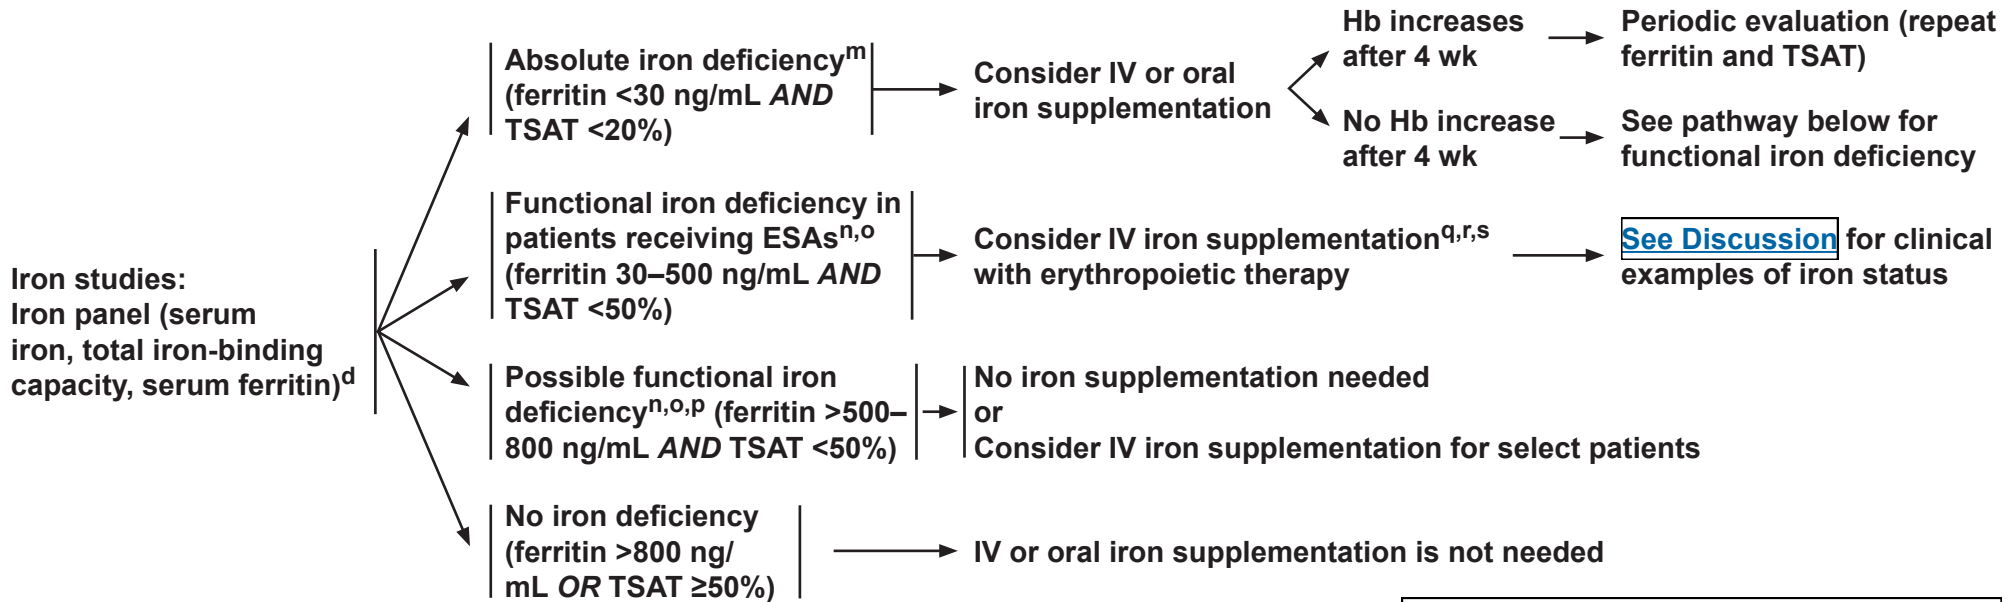 Iron studies:
Iron panel (serum
iron, total iron-binding
capacity, serum ferritin)d
Absolute iron deficiencym
(ferritin <30 ng/mL AND
TSAT <20%)
Consider IV or oral
iron supplementation
Hb increases
after 4 wk
Periodic evaluation (repeat
ferritin and TSAT)
No Hb increase
after 4 wk
See pathway below for
functional iron deficiency
Functional iron deficiency in
patients receiving ESAsn,o
(ferritin 30–500 ng/mL AND
TSAT <50%)
Consider IV iron supplementationq,r,s
with erythropoietic therapy
See Discussion for clinical
examples of iron status
Possible functional iron
deficiencyn,o,p (ferritin >500–
800 ng/mL AND TSAT <50%)
No iron supplementation needed
or
Consider IV iron supplementation for select patients
No iron deficiency
(ferritin >800 ng/
mL OR TSAT ≥50%)
IV or oral iron supplementation is not needed